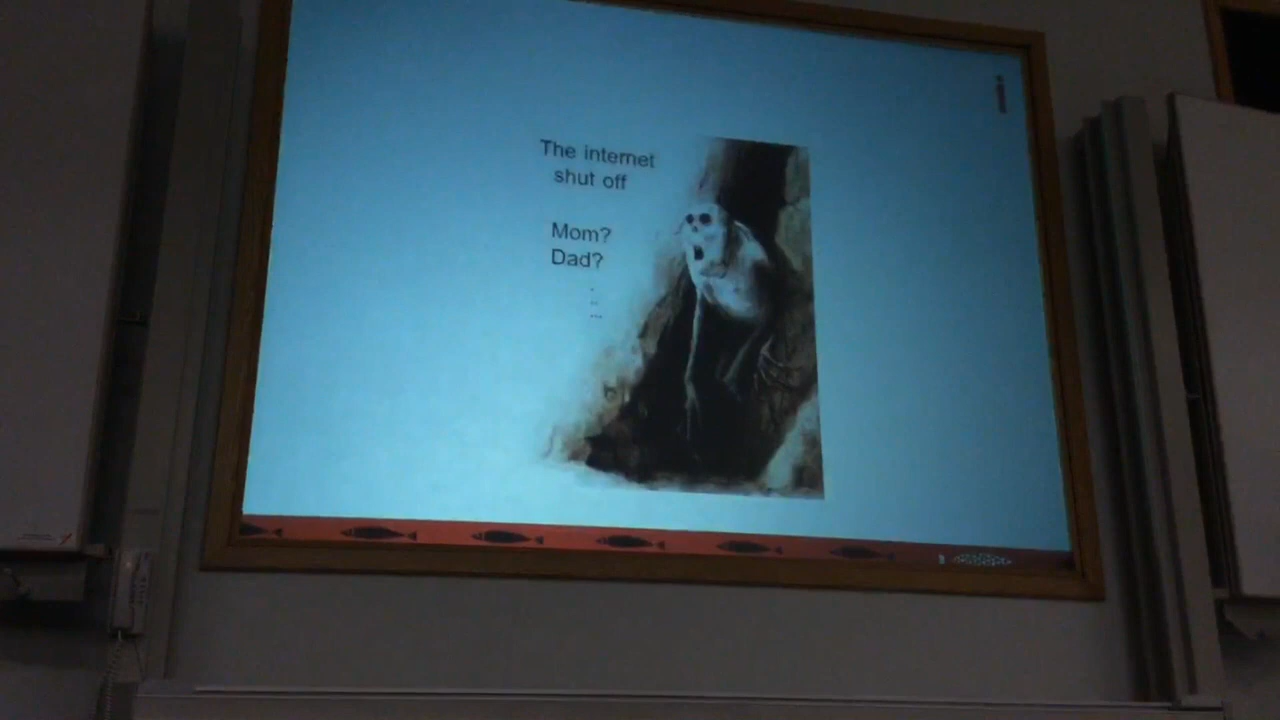 The internet
shut off
Mom?
Dad?
.
..
...